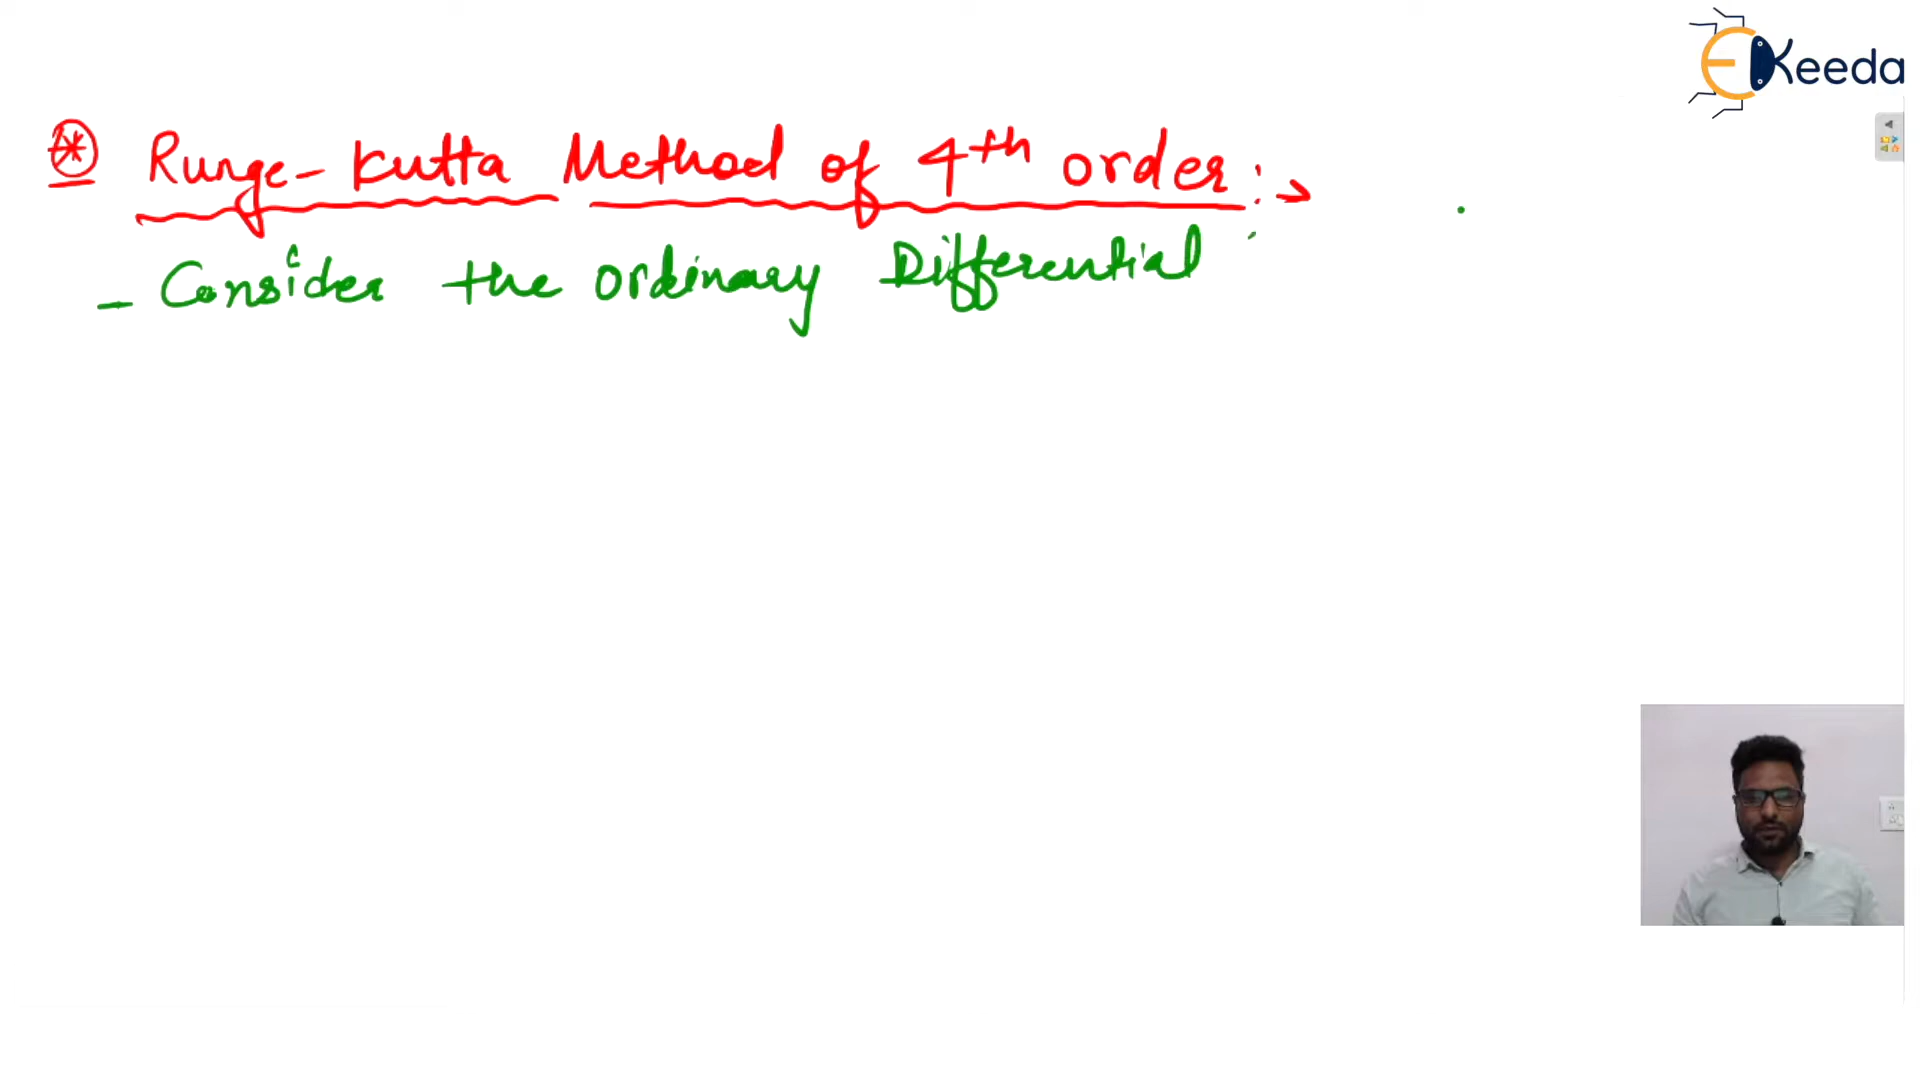 EKeeda
* Runge-Kutta Method of 4th order :→
- Consider the ordinary Differential